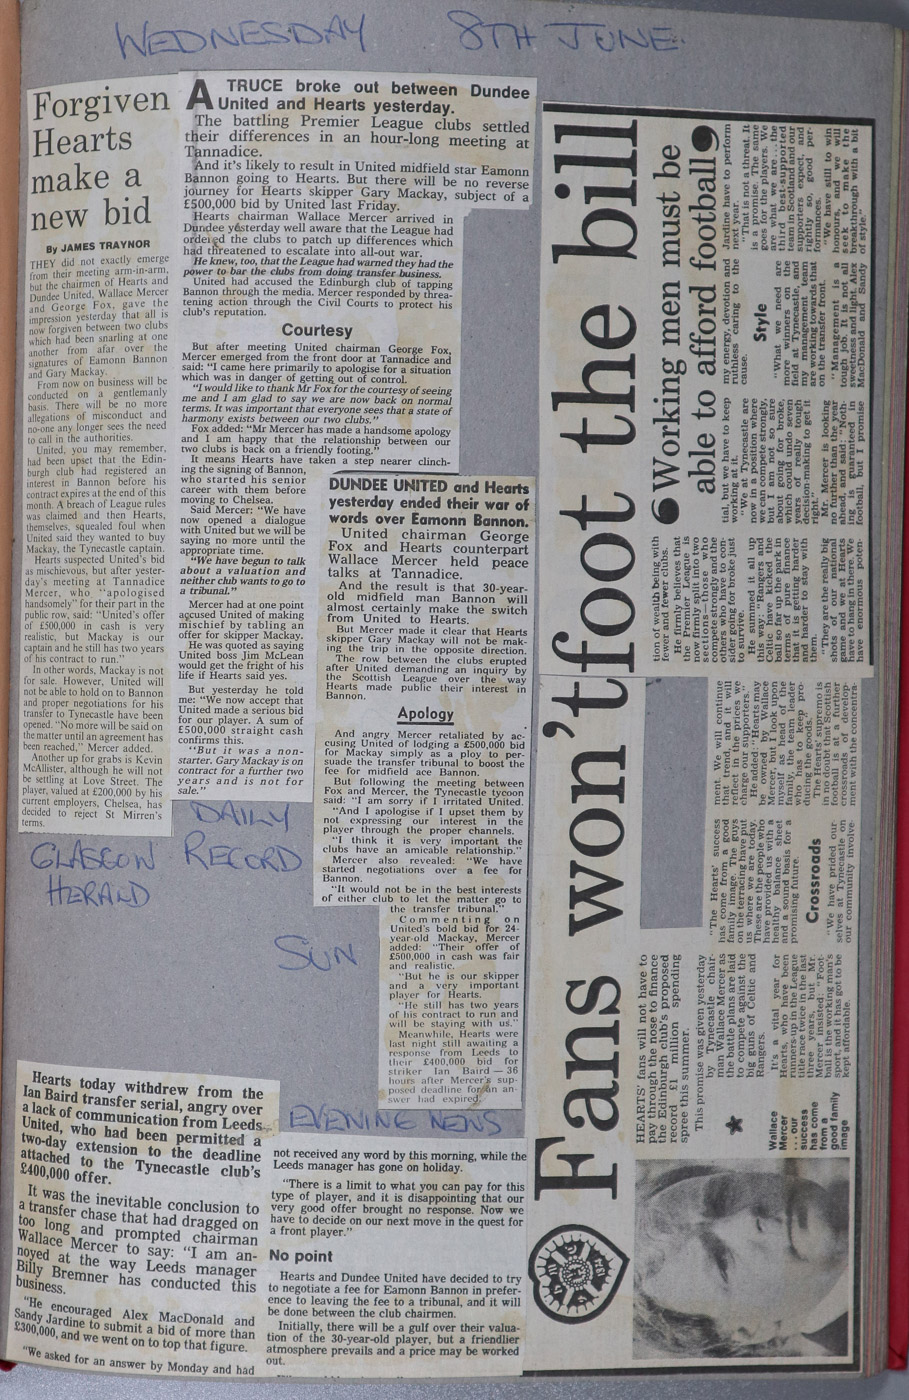 WEDNESDAY 8TH JUNE
Forgiven
Hearts
make a
new bid
By JAMES TRAYNOR
THEY did not exactly emerge
from their meeting arm-in-arm,
but the chairmen of Hearts and
Dundee United, Wallace Mercer
and George Fox, gave the
impression yesterday that all is
now forgiven between two clubs
which had been snarling at one
another from afar over the
signatures of Eamonn Bannon
and Gary Mackay.
From now on business will be
conducted on a gentlemanly
basis. There will be no more
allegations of misconduct and
no-one any longer sees the need
to call in the authorities.
United, you may remember,
had been upset that the Edin-
burgh club had registered an
interest in Bannon before his
contract expires at the end of this
month. A breach of League rules
was claimed and then Hearts,
themselves, squealed foul when
United said they wanted to buy
Mackay, the Tynecastle captain.
Hearts suspected United's bid
as mischievous, but after yester-
day's meeting at Tannadice
Mercer, who "apologised
handsomely" for their part in the
public row, said: "United's offer
of £500,000 in cash is very
realistic, but Mackay is our
captain and he still has two years
of his contract to run."
In other words, Mackay is not
for sale. However, United will
not be able to hold on to Bannon
and proper negotiations for his
transfer to Tynecastle have been
opened. "No more will be said on
the matter until an agreement has
been reached," Mercer added.
Another up for grabs is Kevin
McAllister, although he will not
be settling at Love Street. The
player, valued at £200,000 by his
current employers, Chelsea, has
decided to reject St Mirren's
terms.
GLASGOW
HERALD
A TRUCE broke out between Dundee
United and Hearts yesterday.
The battling Premier League clubs settled
their differences in an hour-long meeting at
Tannadice.
And it's likely to result in United midfield star Eamonn
Bannon going to Hearts. But there will be no reverse
journey for Hearts skipper Gary Mackay, subject of a
£500,000 bid by United last Friday.
Hearts chairman Wallace Mercer arrived in
Dundee yesterday well aware that the League had
ordered the clubs to patch up differences which
had threatened to escalate into all-out war.
He knew, too, that the League had warned they had the
power to bar the clubs from doing transfer business.
United had accused the Edinburgh club of tapping
Bannon through the media. Mercer responded by threa-
tening action through the Civil Courts to protect his
club's reputation.
Courtesy
But after meeting United chairman George Fox,
Mercer emerged from the front door at Tannadice and
said: "I came here primarily to apologise for a situation
which was in danger of getting out of control.
"I would like to thank Mr Fox for the courtesy of seeing
me and I am glad to say we are now back on normal
terms. It was important that everyone sees that a state of
harmony exists between our two clubs."
Fox added: "Mr Mercer has made a handsome apology
and I am happy that the relationship between our
two clubs is back on a friendly footing."
It means Hearts have taken a step nearer clinch-
ing the signing of Bannon,
who started his senior
career with them before
moving to Chelsea.
Said Mercer: "We have
now opened a dialogue
with United but we will be
saying no more until the
appropriate time.
"We have begun to talk
about a valuation and
neither club wants to go to
a tribunal."
Mercer had at one point
accused United of making
mischief by tabling an
offer for skipper Mackay.
He was quoted as saying
United boss Jim McLean
would get the fright of his
life if Hearts said yes.
But yesterday he told
me: "We now accept that
United made a serious bid
for our player. A sum of
£500,000 straight cash
confirms this.
"But it was a non-
starter. Gary Mackay is on
contract for a further two
years and is not for
sale."
DAILY
RECORD
DUNDEE UNITED and Hearts
yesterday ended their war of
words over Eamonn Bannon.
United chairman George
Fox and Hearts counterpart
Wallace Mercer held peace
talks at Tannadice.
And the result is that 30-year-
old midfield man Bannon will
almost certainly make the switch
from United to Hearts.
But Mercer made it clear that Hearts
skipper Gary Mackay will not be mak-
ing the trip in the opposite direction.
The row between the clubs erupted
after United demanding an inquiry by
the Scottish League over the way
Hearts made public their interest in
Bannon.
Apology
And angry Mercer retaliated by ac-
cusing United of lodging a £500,000 bid
for Mackay simply as a ploy to per-
suade the transfer tribunal to boost the
fee for midfield ace Bannon.
But following the meeting between
Fox and Mercer, the Tynecastle tycoon
said: "I am sorry if I irritated United.
"And I apologise if I upset them by
not expressing our interest in the
player through the proper channels.
"I think it is very important the
clubs have an amicable relationship."
Mercer also revealed: "We have
started negotiations over a fee for
Bannon.
"It would not be in the best interests
of either club to let the matter go to
the transfer tribunal."
Commenting on
United's bold bid for 24-
year-old Mackay, Mercer
added: "Their offer of
£500,000 in cash was fair
and realistic.
"But he is our skipper
and a very important
player for Hearts.
"He still has two years
of his contract to run and
will be staying with us."
Meanwhile, Hearts were
last night still awaiting a
response from Leeds to
their £400,000 bid for
striker Ian Baird — 36
hours after Mercer's sup-
posed deadline for an an-
swer had expired.
SUN
EVENING NEWS
Hearts today withdrew from the
Ian Baird transfer serial, angry over
a lack of communication from Leeds
United, who had been permitted a
two-day extension to the deadline
attached to the Tynecastle club's
£400,000 offer.
It was the inevitable conclusion to
a transfer chase that had dragged on
too long and prompted chairman
Wallace Mercer to say: "I am an-
noyed at the way Leeds manager
Billy Bremner has conducted this
business.
"He encouraged Alex MacDonald and
Sandy Jardine to submit a bid of more than
£300,000, and we went on to top that figure.
"We asked for an answer by Monday and had
not received any word by this morning, while the
Leeds manager has gone on holiday.
"There is a limit to what you can pay for this
type of player, and it is disappointing that our
very good offer brought no response. Now we
have to decide on our next move in the quest for
a front player."
No point
Hearts and Dundee United have decided to try
to negotiate a fee for Eamonn Bannon in prefer-
ence to leaving the fee to a tribunal, and it will
be done between the club chairmen.
Initially, there will be a gulf over their valua-
tion of the 30-year-old player, but a friendlier
atmosphere prevails and a price may be worked
out.
Fans won't foot the bill
Working men must be
able to afford football
HEARTS' fans will not have to
pay through the nose to finance
the Edinburgh club's proposed
record £1 million spending
spree this summer.
This promise was given yesterday
by Tynecastle chair-
man Wallace Mercer as
the battle plans are laid
to compete against the
big guns of Celtic and
Rangers.
It's a vital year for
Hearts, who have been
runners-up in the League
title race twice in the last
three years, but Mr.
Mercer insisted: "Foot-
ball is the working man's
sport, and it has got to be
kept affordable.
Wallace
Mercer
. . . our
success
has come
from a
good family
image
"The Hearts' success
has come from a good
family image. The guys
on the terracing have put
us where we are today.
These are the people who
have provided us with a
healthy balance sheet
and a sound basis for a
promising future.
Crossroads
"We have prided our-
selves at Tynecastle on
our community involve-
ment. We will continue
that trend, and it will
reflect in the prices we
charge our supporters."
He added: "Hearts may
be owned by Wallace
Mercer, but I look upon
myself as head of the
family, the team leader
who has to keep pro-
ducing the goods."
The Hearts' supremo is
in no doubt that Scottish
football is at a further
crossroads of develop-
ment with the concentra-
tion of wealth being with
fewer and fewer clubs.
He firmly believes that
the Premier League is
now firmly split into two
sections—those who
compete strongly and the
others who have to con-
sider going for broke just
to survive.
He summed it all up
this way: "Rangers and
Celtic have kicked the
ball so far up the park in
terms of pure finance
that it is getting harder
and harder to stay with
them.
"They are the really big
shots of our national
game and we at Hearts
have to hang in there. We
have enormous poten-
tial, but we have to keep
working at it.
"We at Tynecastle are
now in a position where
we can compete strongly,
but I am not so sure
about going for broke,
which could undo seven
years of really tough
decision-making to get it
right."
Mr. Mercer is looking
no further than the year
ahead, and said: "Noth-
ing is guaranteed in
football, but I promise
my energy, devotion and
ruthless caring to the
cause.
Style
"What we need are
more winners on the
field at Tynecastle, and
my management team
are working towards that
on the transfer front.
"Management is a
tough job. It is not all
sweetness and light. Alex
MacDonald and Sandy
Jardine have to perform
next year.
"That is not a threat. It
is a promise. The same
goes for the players. We
are what we are . . . the
third best-supported
team in Scotland and our
supporters expect, and
rightly so, good per-
formances.
"We have still to win
honours, and we will
seek to make the
breakthrough with a bit
of style."